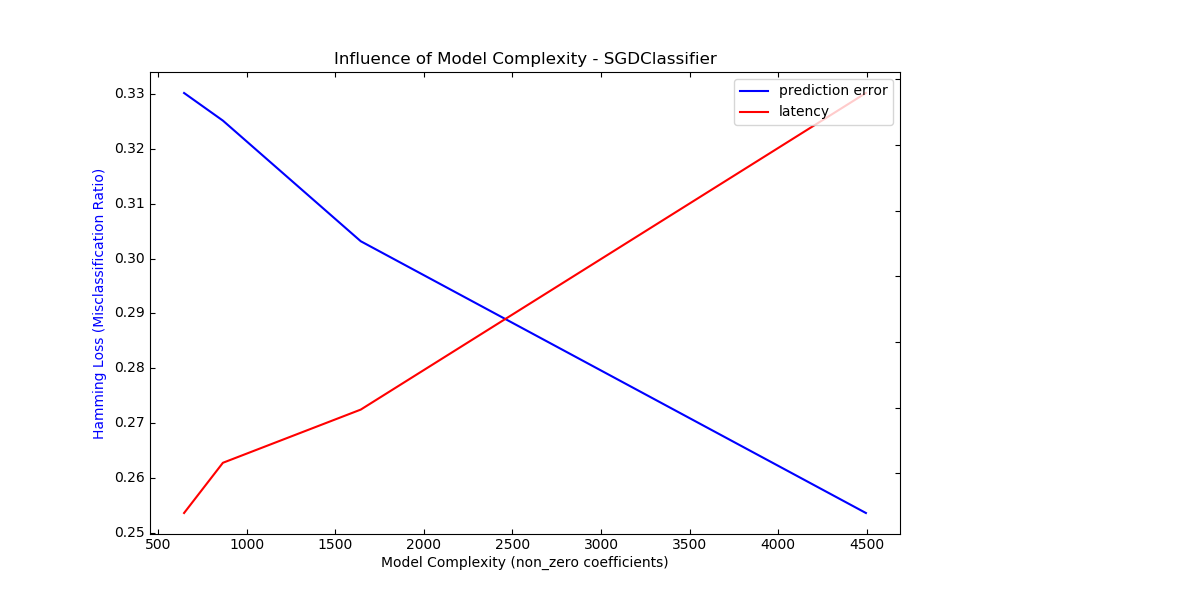 Influence of Model Complexity - SGDClassifier
prediction error
latency
0.33
0.32
0.31
0.30
0.29
0.28
0.27
0.26
0.25
Hamming Loss (Misclassification Ratio)
500 1000 1500 2000 2500 3000 3500 4000 4500
Model Complexity (non_zero coefficients)